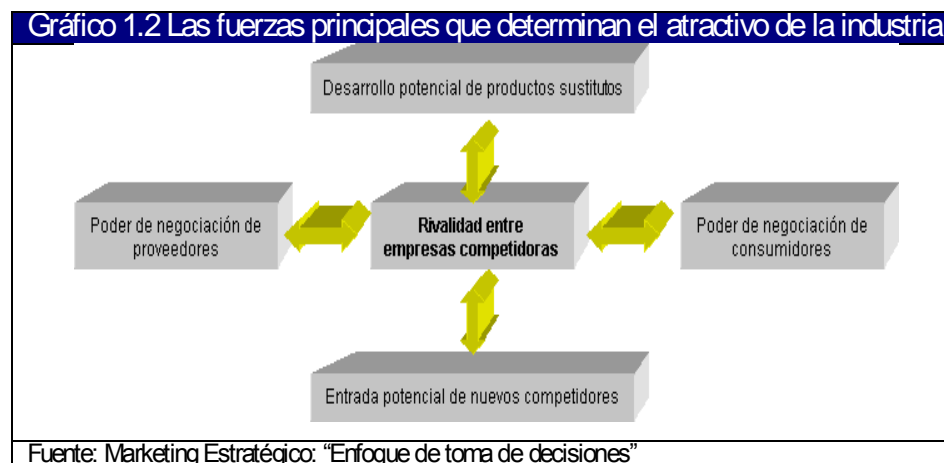 Gráfico 1.2 Las fuerzas principales que determinan el atractivo de la industria
Desarrollo potencial de productos sustitutos
Poder de negociación de
proveedores
Rivalidad entre
empresas competidoras
Poder de negociación de
consumidores
Entrada potencial de nuevos competidores
Fuente: Marketing Estratégico: “Enfoque de toma de decisiones”